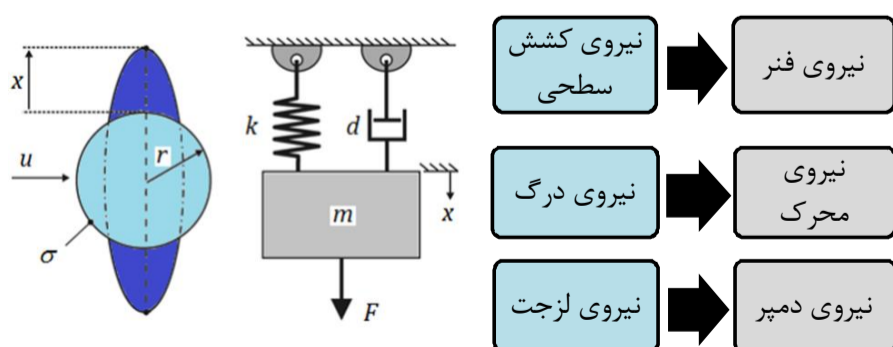 x
u
r
σ
k
d
m
x
F
نیروی کشش
سطحی
نیروی فنر
نیروی درگ
نیروی
محرک
نیروی لزجت
نیروی دمپر